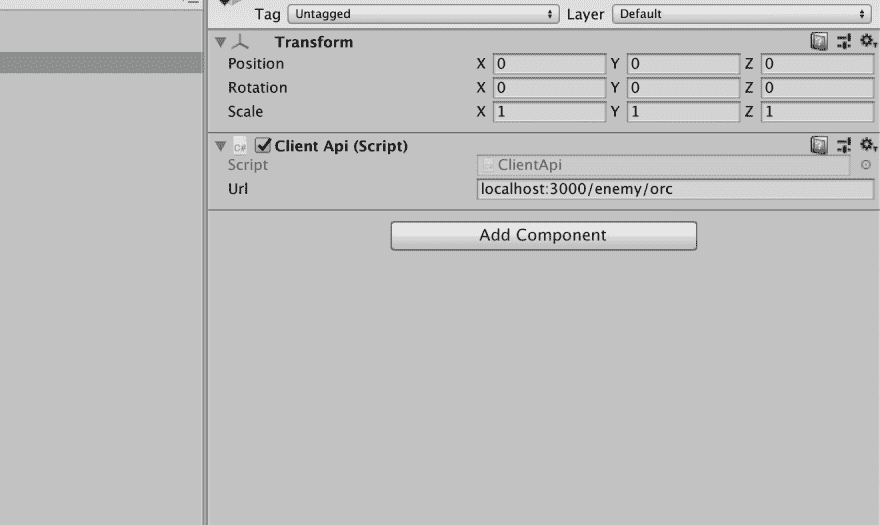 Tag Untagged Layer Default
Transform
Position X 0 Y 0 Z 0
Rotation X 0 Y 0 Z 0
Scale X 1 Y 1 Z 1
C# Client Api (Script)
Script ClientApi
Url localhost:3000/enemy/orc
Add Component